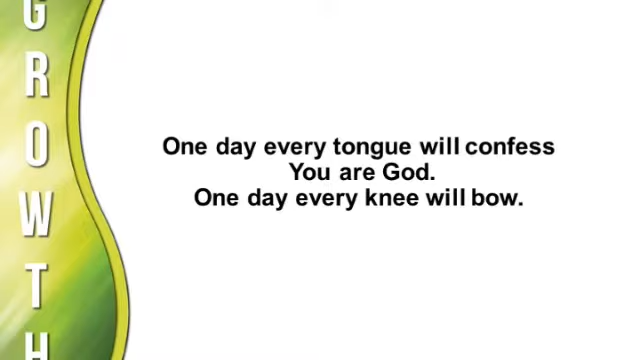 GROWTH
One day every tongue will confess
You are God.
One day every knee will bow.